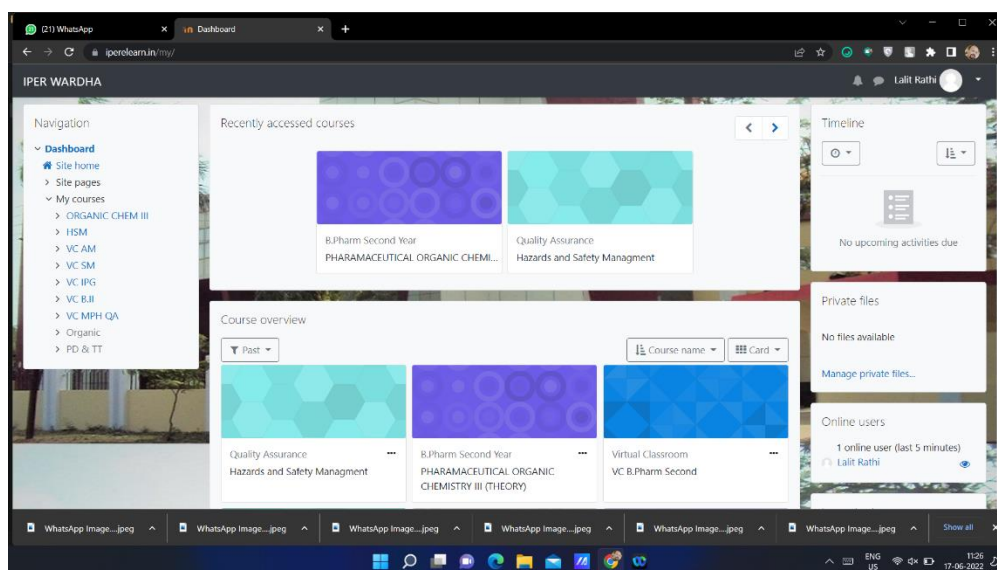 (21) WhatsApp
Dashboard
iperelearn.in/my/
IPER WARDHA
Lalit Rathi
Navigation
Dashboard
Site home
Site pages
My courses
ORGANIC CHEM III
HSM
VC AM
VC SM
VC IPG
VC B.II
VC MPH QA
Organic
PD & TT
Recently accessed courses
B.Pharm Second Year
PHARAMACEUTICAL ORGANIC CHEMI...
Quality Assurance
Hazards and Safety Managment
Course overview
Past
Course name
Card
Quality Assurance
Hazards and Safety Managment
B.Pharm Second Year
PHARAMACEUTICAL ORGANIC
CHEMISTRY III (THEORY)
Virtual Classroom
VC B.Pharm Second
Timeline
No upcoming activities due
Private files
No files available
Manage private files...
Online users
1 online user (last 5 minutes)
Lalit Rathi
WhatsApp Image....jpeg
WhatsApp Image....jpeg
WhatsApp Image....jpeg
WhatsApp Image....jpeg
WhatsApp Image....jpeg
WhatsApp Image....jpeg
Show all
ENG
US
11:26
17-06-2022